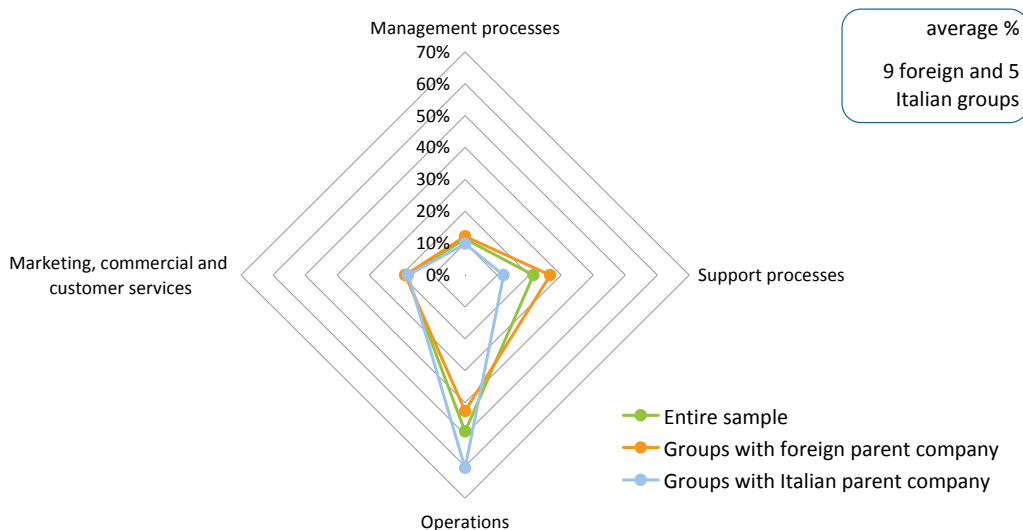 Management processes
average %
9 foreign and 5
Italian groups
70%
60%
50%
40%
30%
20%
10%
0%
Marketing, commercial and
customer services
Support processes
Entire sample
Groups with foreign parent company
Groups with Italian parent company
Operations